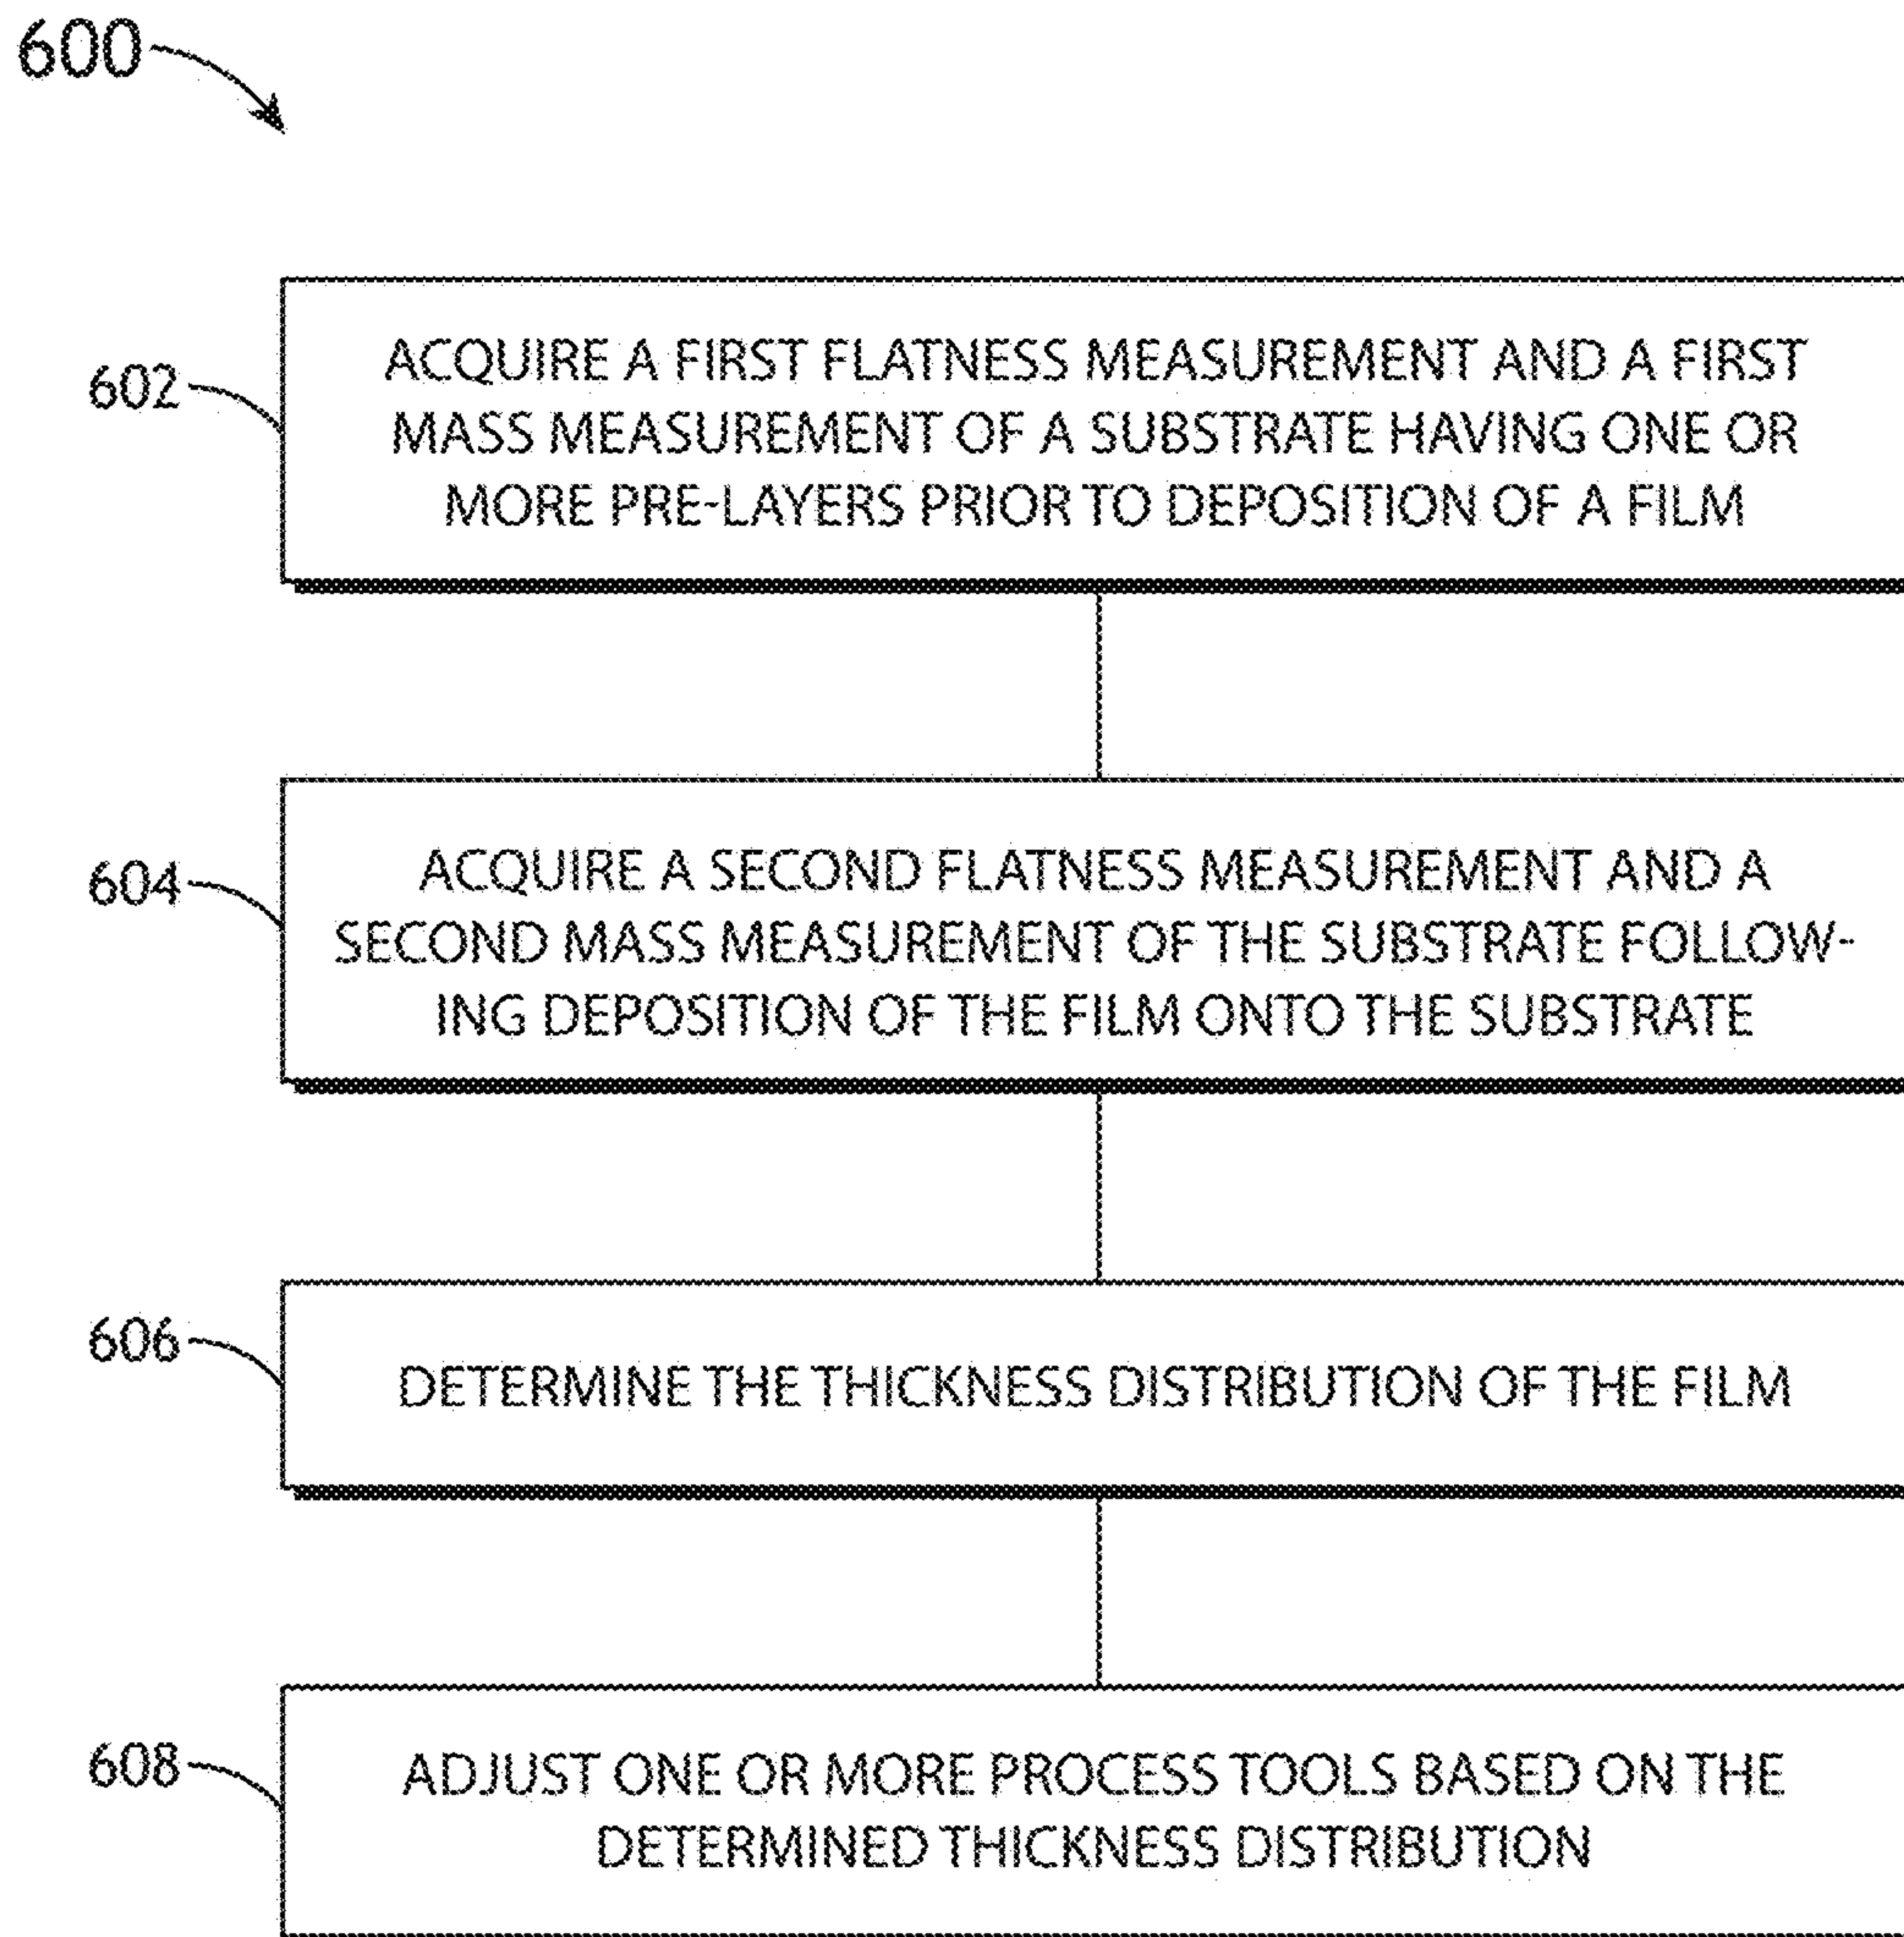 600
602
ACQUIRE A FIRST FLATNESS MEASUREMENT AND A FIRST
MASS MEASUREMENT OF A SUBSTRATE HAVING ONE OR
MORE PRE-LAYERS PRIOR TO DEPOSITION OF A FILM
604
ACQUIRE A SECOND FLATNESS MEASUREMENT AND A
SECOND MASS MEASUREMENT OF THE SUBSTRATE FOLLOW-
ING DEPOSITION OF THE FILM ONTO THE SUBSTRATE
606
DETERMINE THE THICKNESS DISTRIBUTION OF THE FILM
608
ADJUST ONE OR MORE PROCESS TOOLS BASED ON THE
DETERMINED THICKNESS DISTRIBUTION